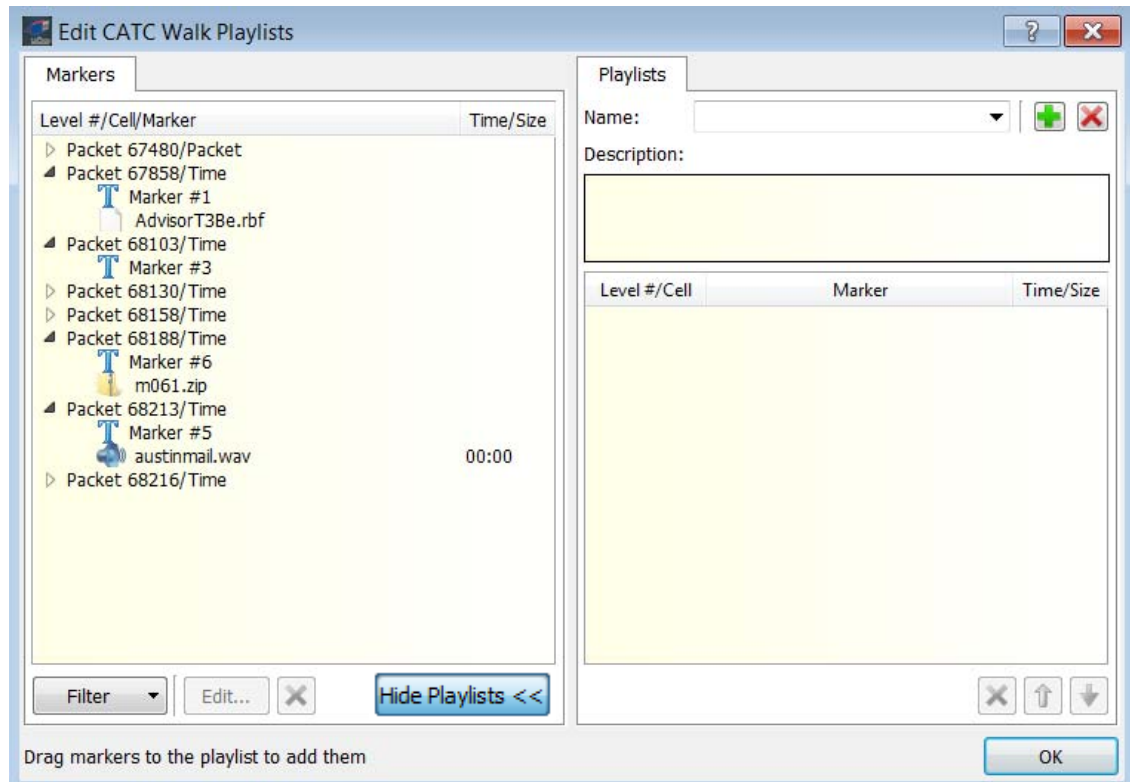 Edit CATC Walk Playlists
Markers
Level #/Cell/Marker Time/Size
Packet 67480/Packet
Packet 67858/Time
Marker #1
AdvisorT3Be.rbf
Packet 68103/Time
Marker #3
Packet 68130/Time
Packet 68158/Time
Packet 68188/Time
Marker #6
m061.zip
Packet 68213/Time
Marker #5
austinmail.wav 00:00
Packet 68216/Time
Filter Edit... Hide Playlists <<
Playlists
Name:
Description:
Level #/Cell Marker Time/Size
Drag markers to the playlist to add them
OK